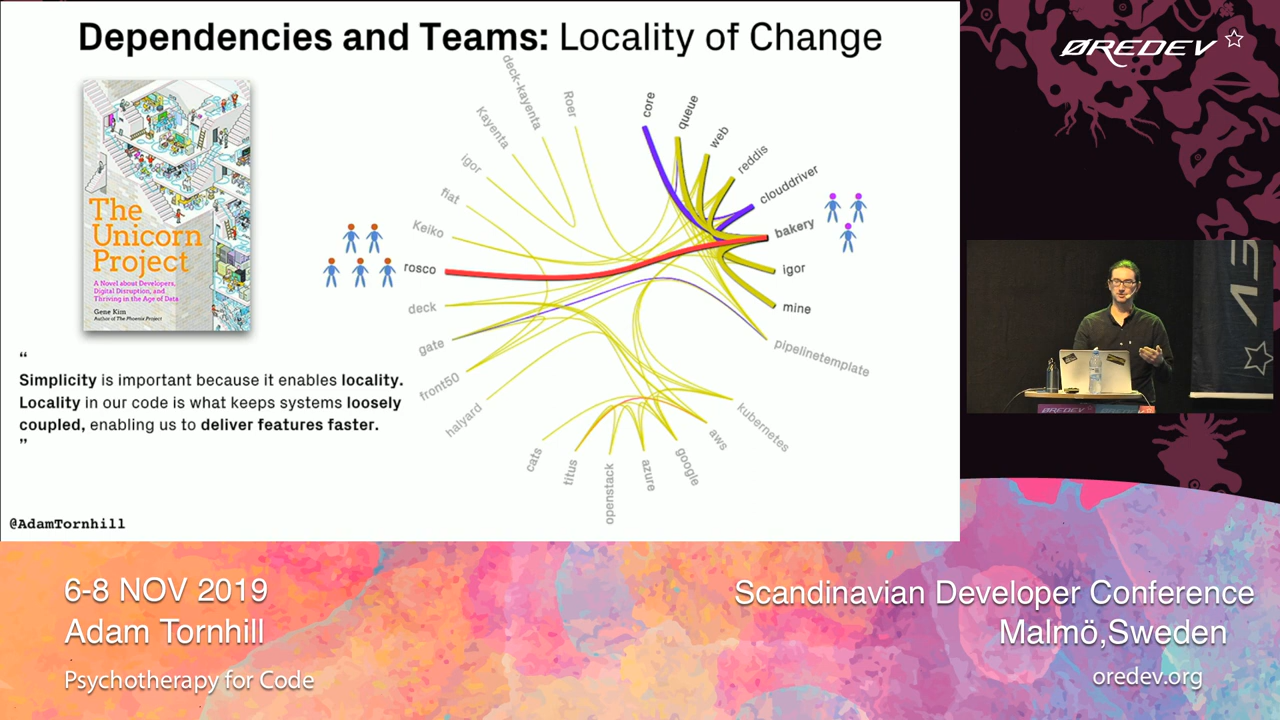 Dependencies and Teams: Locality of Change
ØREDEV
The
Unicorn
Project
A Novel about Developers,
Digital Disruption, and
Thriving in the Age of Data
Gene Kim
Author of The Phoenix Project
“
Simplicity is important because it enables locality.
Locality in our code is what keeps systems loosely
coupled, enabling us to deliver features faster.
”
@AdamTornhill
core
queue
web
reddis
clouddriver
bakery
igor
mine
pipelinetemplate
kubernetes
aws
google
azure
openstack
titus
cats
halyard
front50
gate
deck
rosco
Keiko
fiat
igor
Kayenta
deck-kayenta
Roer
ØREDEV
6-8 NOV 2019
Adam Tornhill
Psychotherapy for Code
Scandinavian Developer Conference
Malmö,Sweden
oredev.org